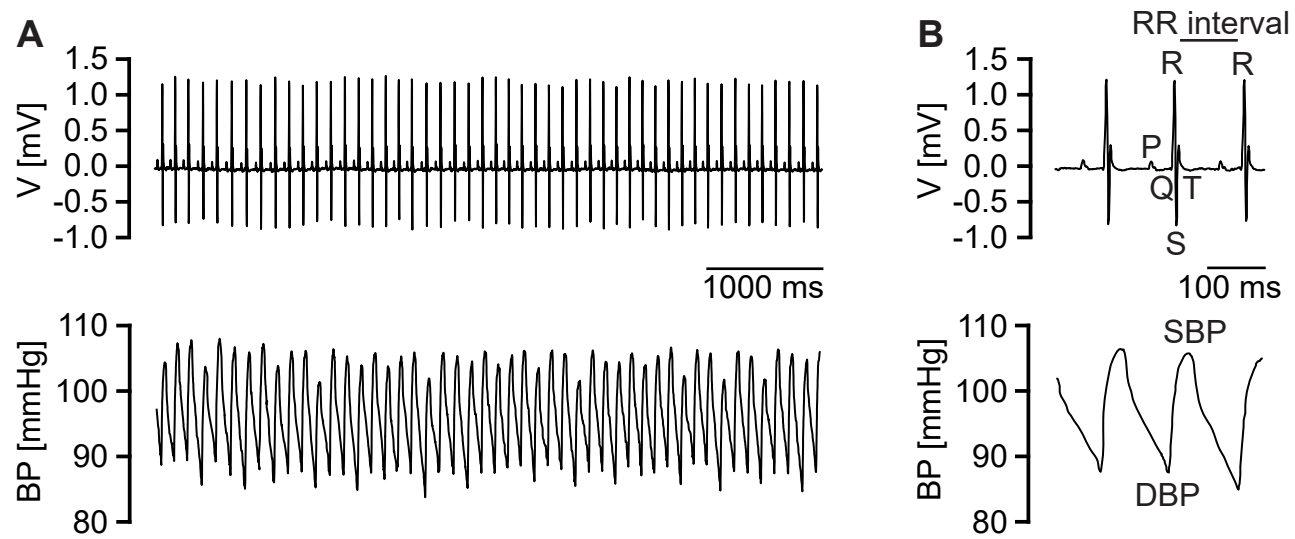 A
V [mV]
1.5
1.0
0.5
0.0
-0.5
-1.0
1000 ms
BP [mmHg]
110
100
90
80
B
RR interval
V [mV]
1.5
1.0
0.5
0.0
-0.5
-1.0
R
R
P
Q T
S
100 ms
BP [mmHg]
110
100
90
80
SBP
DBP